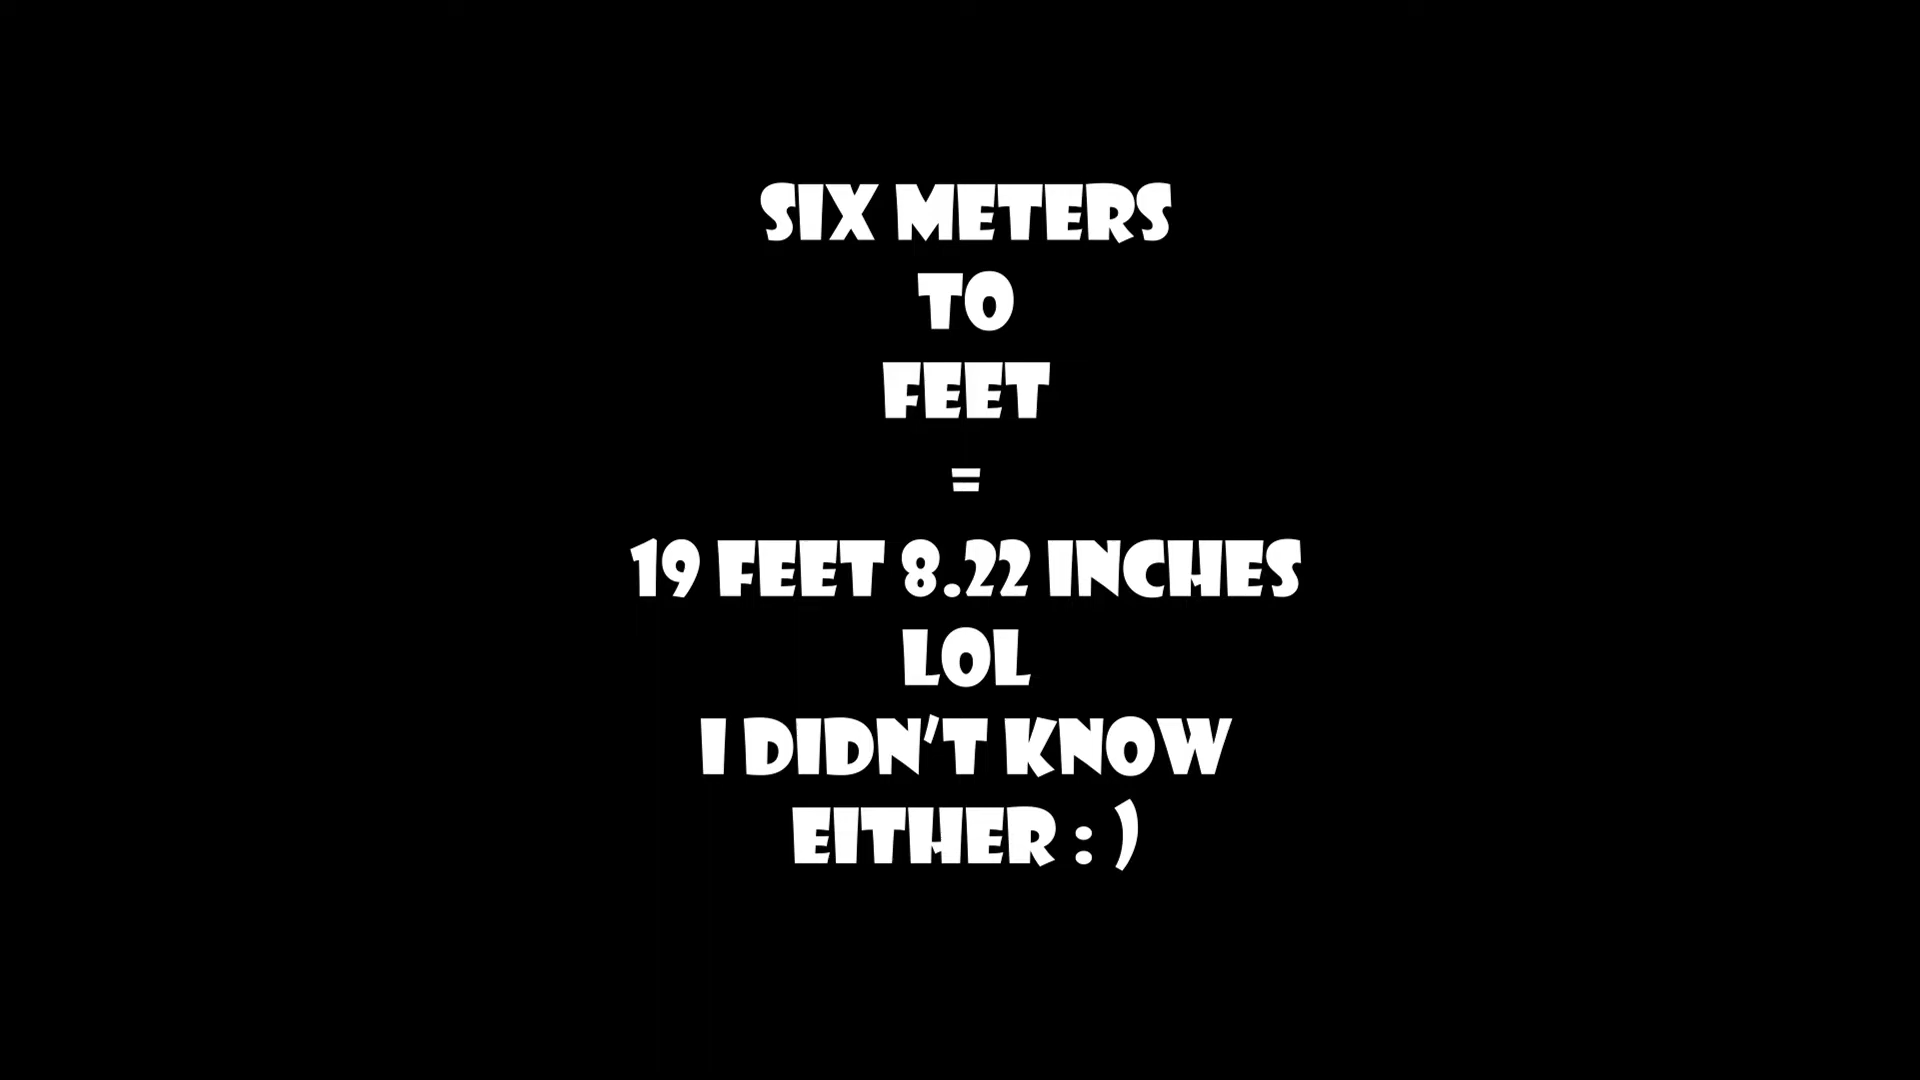 SIX METERS
TO
FEET
=
19 FEET 8.22 INCHES
LOL
I DIDN'T KNOW
EITHER : )